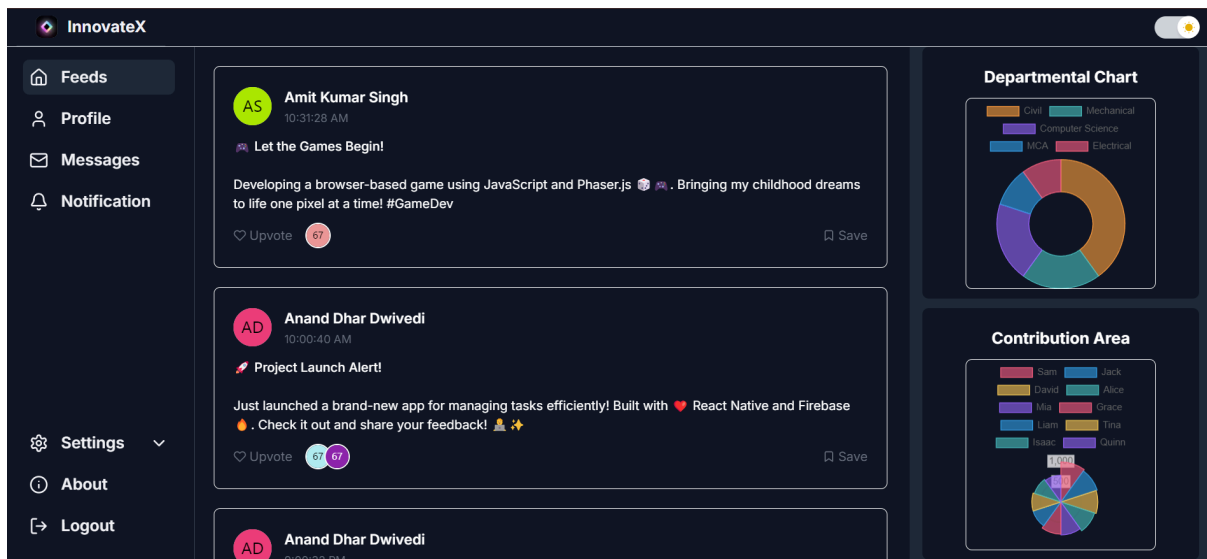 InnovateX
Feeds
Profile
Messages
Notification
Settings
About
Logout
AS
Amit Kumar Singh
10:31:28 AM
🎮 Let the Games Begin!
Developing a browser-based game using JavaScript and Phaser.js 🎲 🎮. Bringing my childhood dreams
to life one pixel at a time! #GameDev
Upvote 67
Save
AD
Anand Dhar Dwivedi
10:00:40 AM
🚀 Project Launch Alert!
Just launched a brand-new app for managing tasks efficiently! Built with ❤️ React Native and Firebase
🔥. Check it out and share your feedback! 👨‍💻 ✨
Upvote 67 67
Save
AD
Anand Dhar Dwivedi
Departmental Chart
Civil Mechanical
Computer Science
MCA Electrical
Contribution Area
Sam Jack
David Alice
Mia Grace
Liam Tina
Isaac Quinn
1,000
500